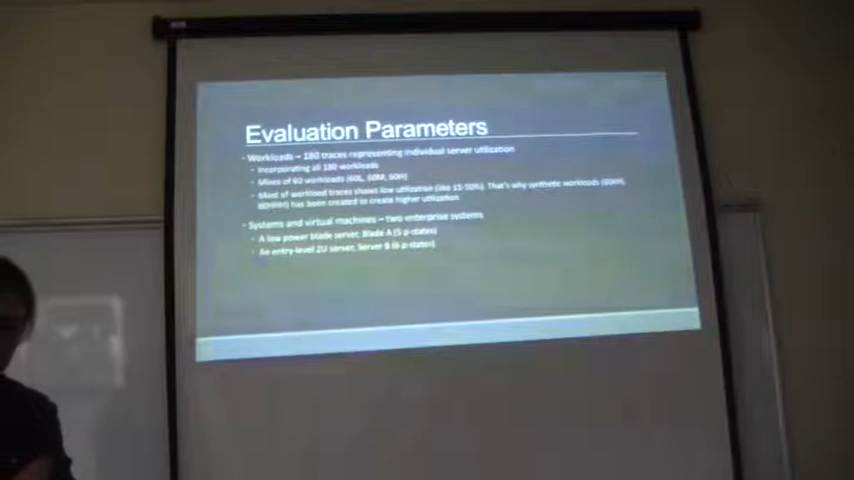 Evaluation Parameters
Workloads – 180 traces representing individual server utilization
Incorporating all 180 workloads
Mixes of 60 workloads (60L, 60M, 60H)
Most of workload traces shows low utilization (like 15-50%). That's why synthetic workloads (60HH,
60HHH) has been created to create higher utilization
Systems and virtual machines – two enterprise systems
A low power blade server, Blade A (5 p-states)
An entry-level 2U server, Server B (6 p-states)